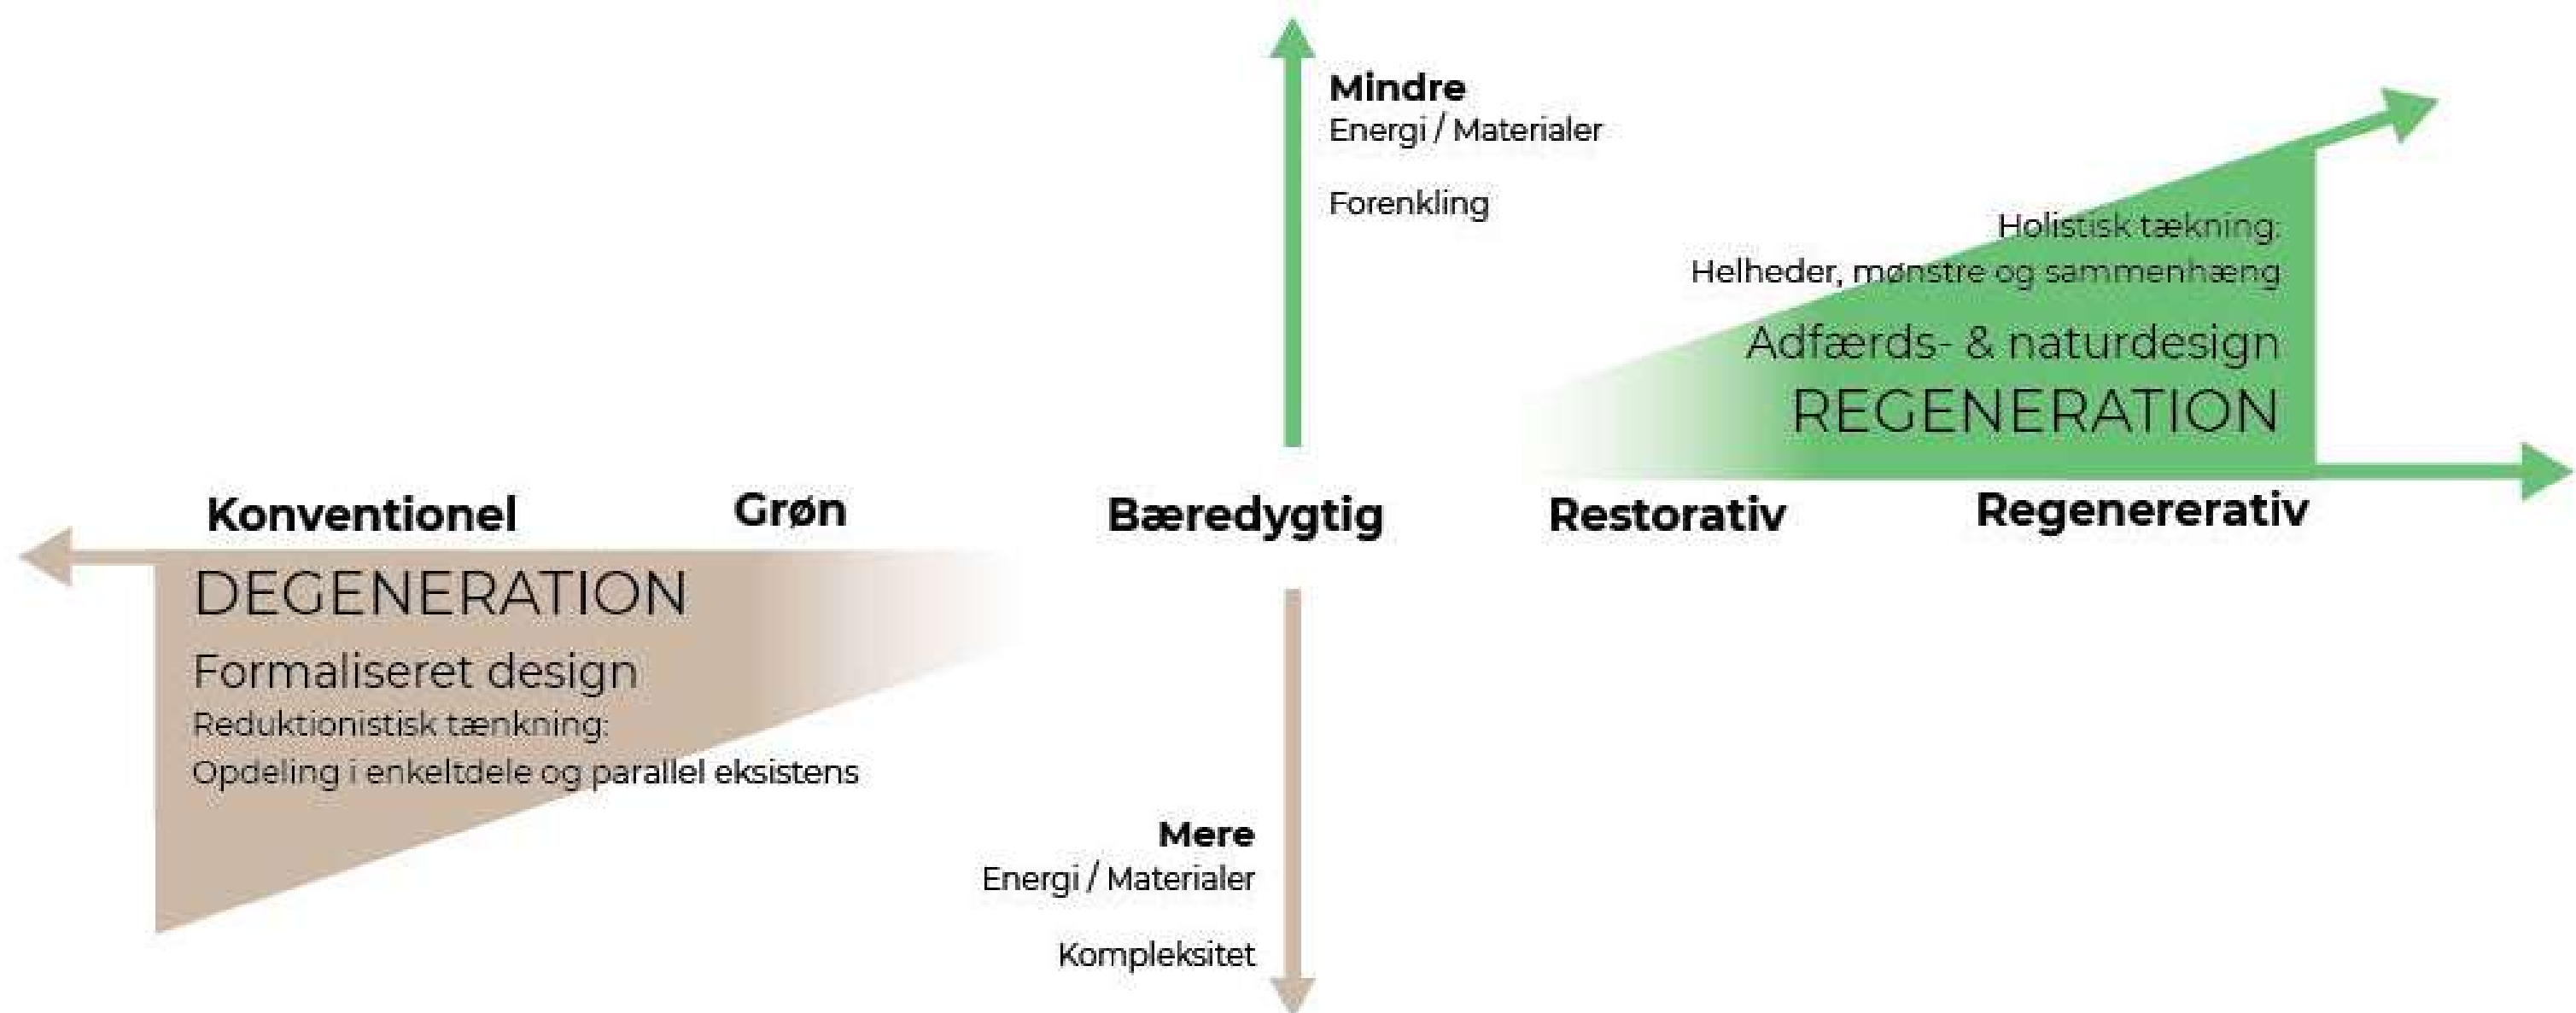 Mindre
Energi / Materialer
Forenkling
Holistisk tækning:
Helheder, mønstre og sammenhæng
Adfærds- & naturdesign
REGENERATION
Konventionel
Grøn
Bæredygtig
Restorativ
Regenererativ
DEGENERATION
Formaliseret design
Reduktionistisk tænkning:
Opdeling i enkeltdele og parallel eksistens
Mere
Energi / Materialer
Kompleksitet